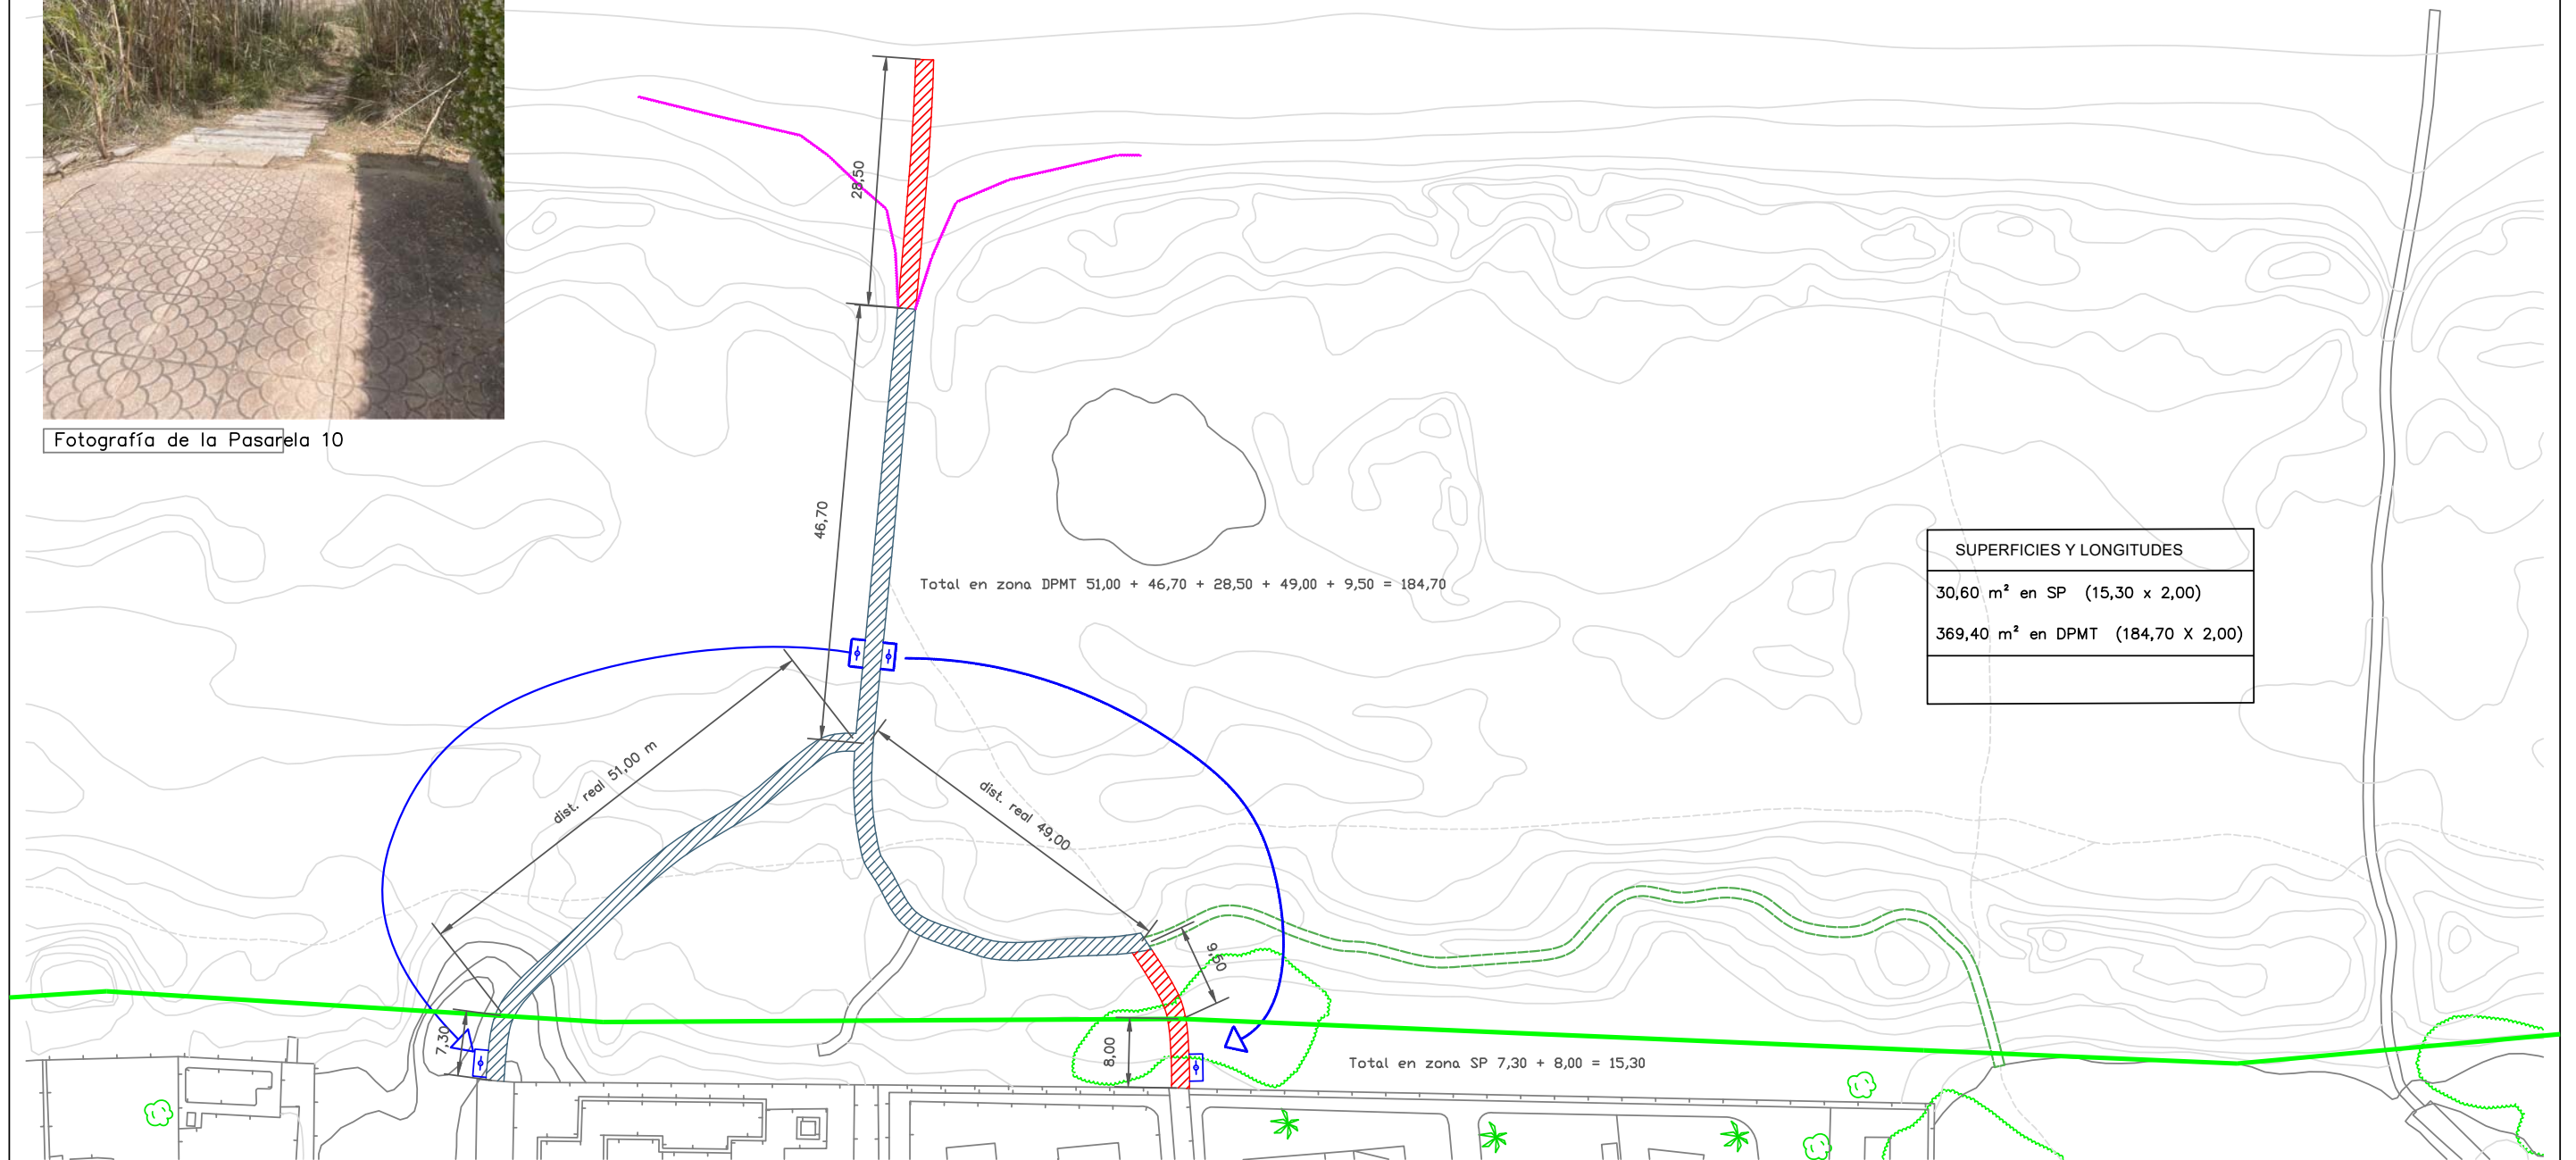 28,50
Fotografía de la Pasarela 10
46,70
SUPERFICIES Y LONGITUDES
Total en zona DPMT 51,00 + 46,70 + 28,50 + 49,00 + 9,50 = 184,70
30,60 m² en SP (15,30 x 2,00)
369,40 m² en DPMT (184,70 X 2,00)
dist. real 51,00 m
dist. real 49,00
9,50
7,30
8,00
Total en zona SP 7,30 + 8,00 = 15,30